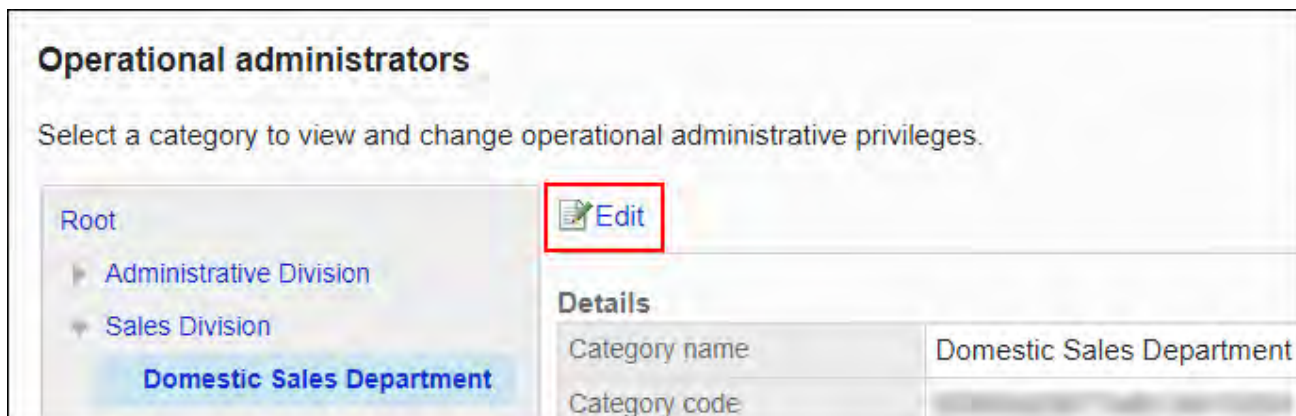 Operational administrators
Select a category to view and change operational administrative privileges.
Root
Administrative Division
Sales Division
Domestic Sales Department
Edit
Details
Category name Domestic Sales Department
Category code